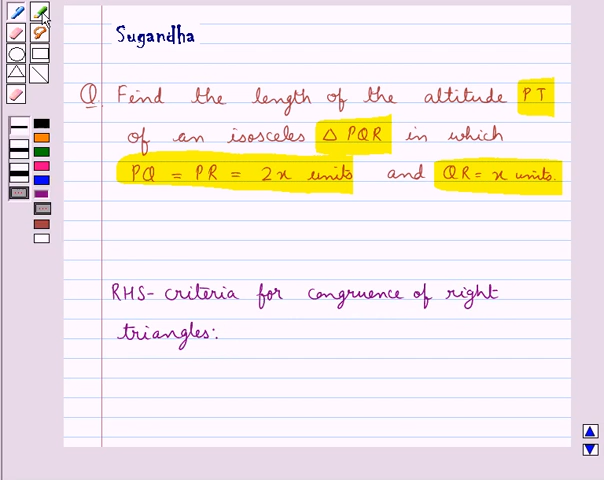 Sugandha
Q Find the length of the altitude PT
of an isosceles △ PQR in which
PQ = PR = 2x units and QR = x units.
RHS- criteria for congruence of right
triangles: